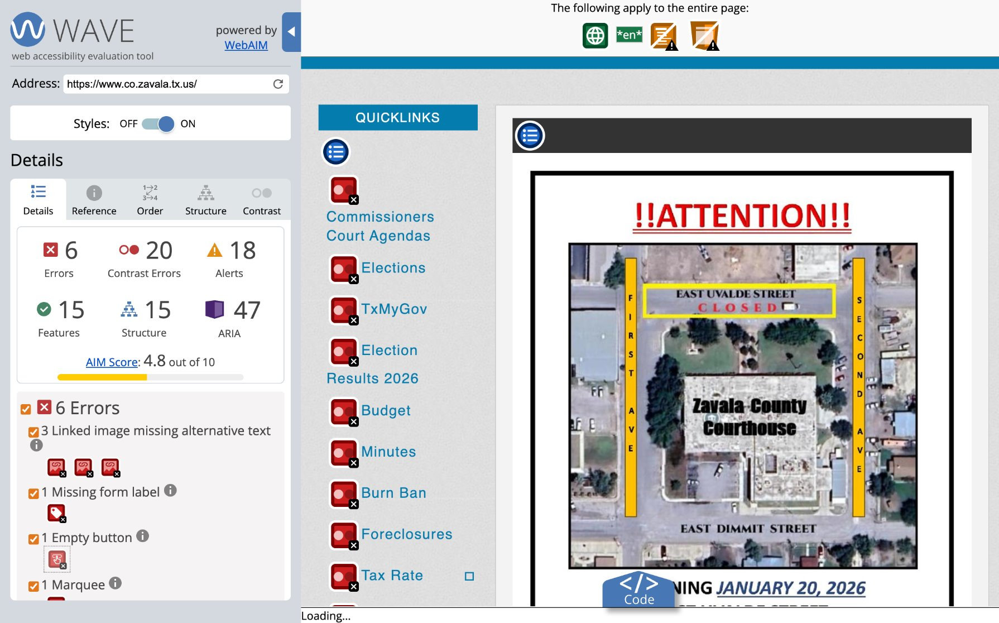 WAVE
powered by
WebAIM
web accessibility evaluation tool
Address: https://www.co.zavala.tx.us/
Styles: OFF ON
Details
Details Reference Order Structure Contrast
6 20 18
Errors Contrast Errors Alerts
15 15 47
Features Structure ARIA
AIM Score: 4.8 out of 10
6 Errors
3 Linked image missing alternative text
1 Missing form label
1 Empty button
1 Marquee
The following apply to the entire page:
*en*
QUICKLINKS
Commissioners
Court Agendas
Elections
TxMyGov
Election
Results 2026
Budget
Minutes
Burn Ban
Foreclosures
Tax Rate
!!ATTENTION!!
EAST UVALDE STREET
CLOSED
FIRST AVE
SECOND AVE
Zavala County
Courthouse
EAST DIMMIT STREET
NING JANUARY 20, 2026
</> 
Code
Loading...